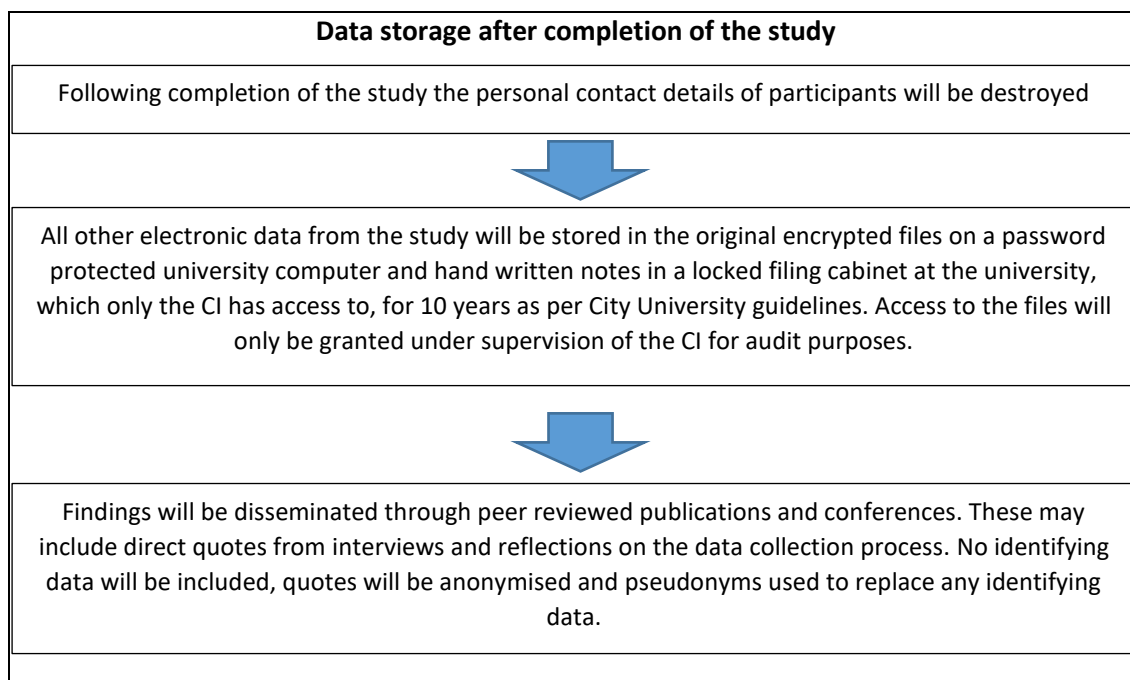 Data storage after completion of the study
Following completion of the study the personal contact details of participants will be destroyed
All other electronic data from the study will be stored in the original encrypted files on a password
protected university computer and hand written notes in a locked filing cabinet at the university,
which only the CI has access to, for 10 years as per City University guidelines. Access to the files will
only be granted under supervision of the CI for audit purposes.
Findings will be disseminated through peer reviewed publications and conferences. These may
include direct quotes from interviews and reflections on the data collection process. No identifying
data will be included, quotes will be anonymised and pseudonyms used to replace any identifying
data.